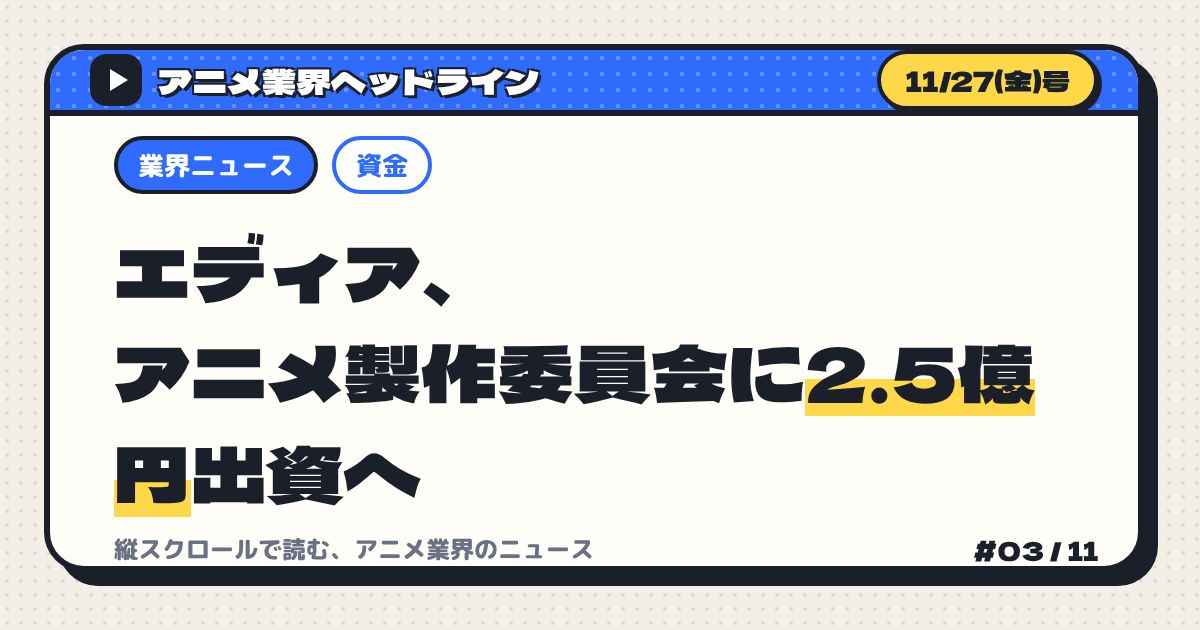 アニメ業界ヘッドライン
11/27(金)号
業界ニュース
資金
エディア、
アニメ製作委員会に2.5億
円出資へ
縦スクロールで読む、アニメ業界のニュース
#03 / 11